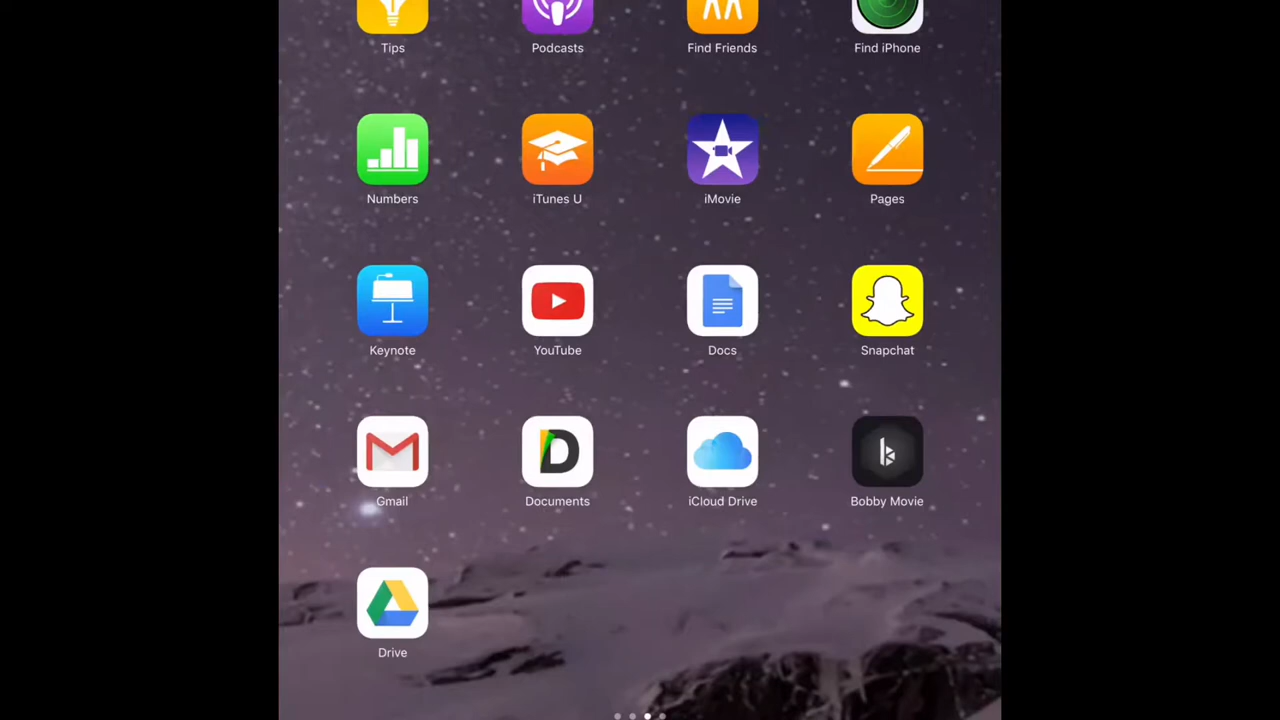 Tips Podcasts Find Friends Find iPhone
Numbers iTunes U iMovie Pages
Keynote YouTube Docs Snapchat
Gmail Documents iCloud Drive Bobby Movie
Drive